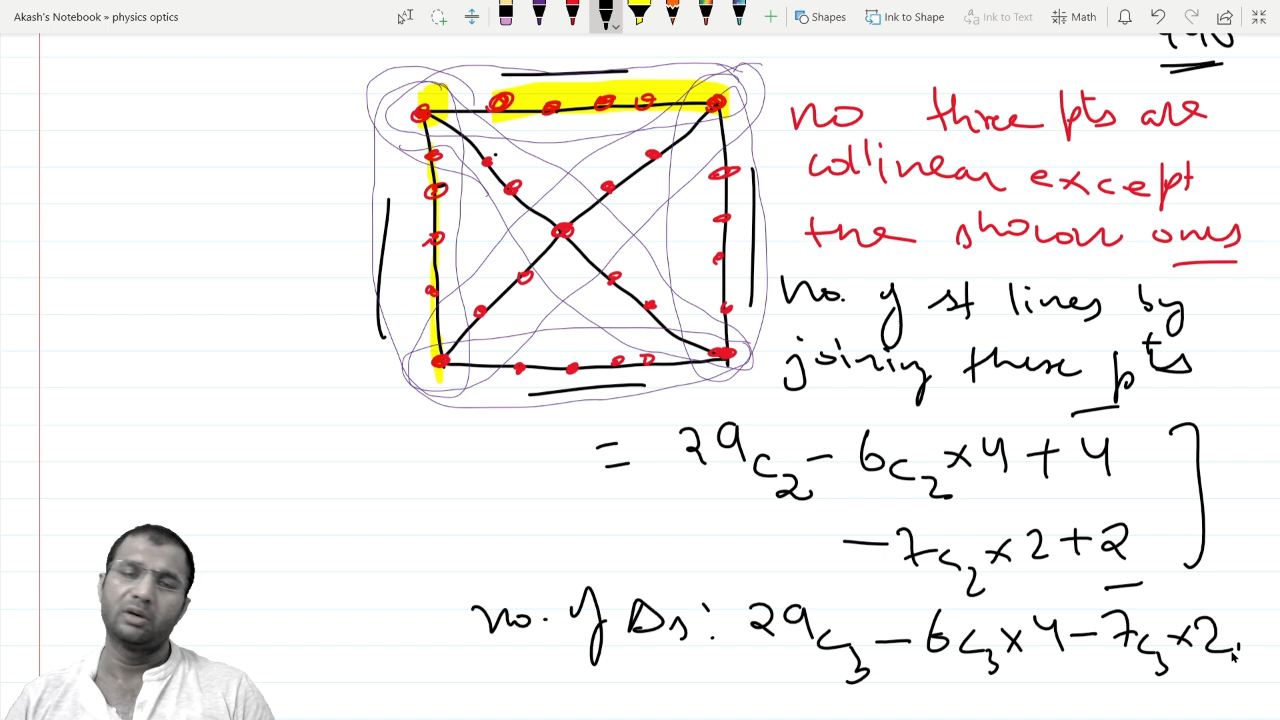 Akash's Notebook » physics optics
Shapes
Ink to Shape
Ink to Text
Math
no three pts are
collinear except
the shown ones
No. of st lines by
joining these pts
= 29c2 - 6c2 x 4 + 4
- 7c2 x 2 + 2
no. of Δs: 29c3 - 6c3 x 4 - 7c3 x 2